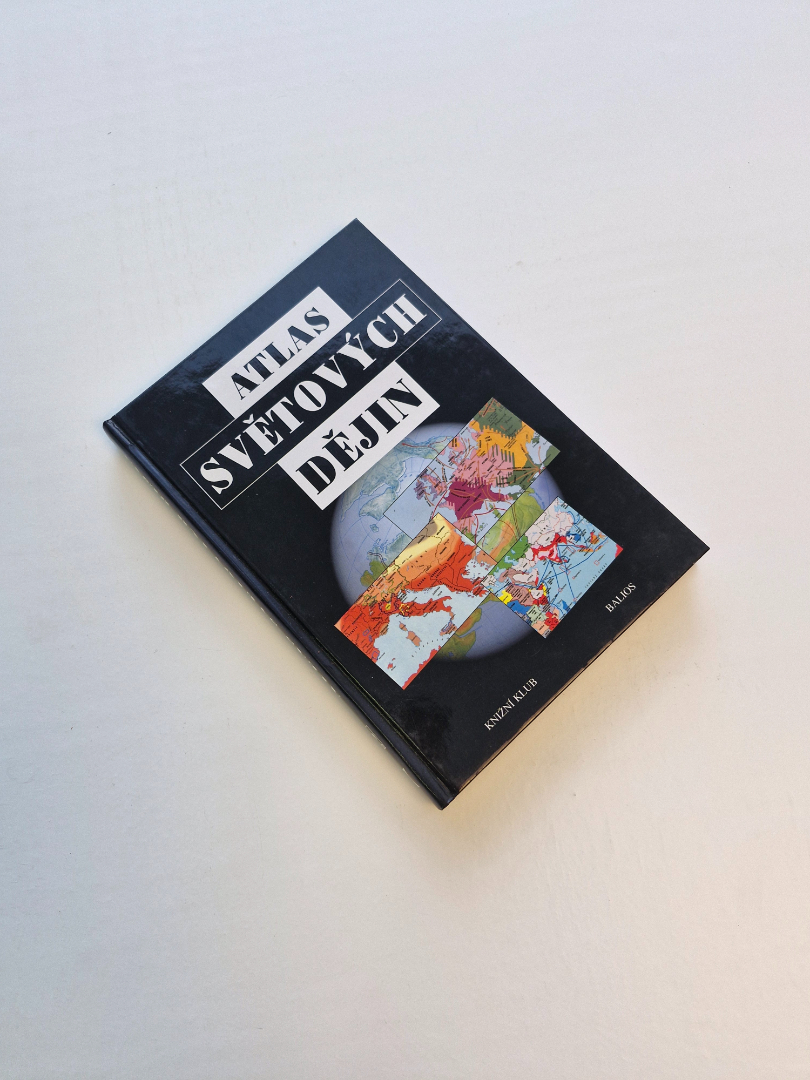 ATLAS
SVĚTOVÝCH
DĚJIN
KNIŽNÍ KLUB
BALIOS